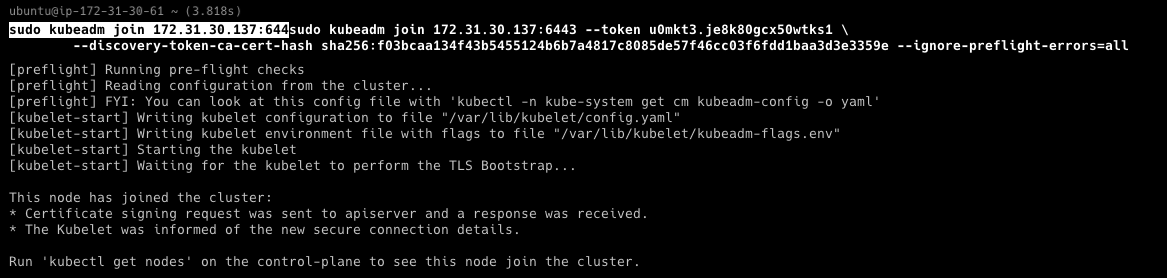 ubuntu@ip-172-31-30-61 ~ (3.818s)
sudo kubeadm join 172.31.30.137:644sudo kubeadm join 172.31.30.137:6443 --token u0mkt3.je8k80gcx50wtks1 \
        --discovery-token-ca-cert-hash sha256:f03bcaa134f43b5455124b6b7a4817c8085de57f46cc03f6fdd1baa3d3e3359e --ignore-preflight-errors=all
[preflight] Running pre-flight checks
[preflight] Reading configuration from the cluster...
[preflight] FYI: You can look at this config file with 'kubectl -n kube-system get cm kubeadm-config -o yaml'
[kubelet-start] Writing kubelet configuration to file "/var/lib/kubelet/config.yaml"
[kubelet-start] Writing kubelet environment file with flags to file "/var/lib/kubelet/kubeadm-flags.env"
[kubelet-start] Starting the kubelet
[kubelet-start] Waiting for the kubelet to perform the TLS Bootstrap...
This node has joined the cluster:
* Certificate signing request was sent to apiserver and a response was received.
* The Kubelet was informed of the new secure connection details.
Run 'kubectl get nodes' on the control-plane to see this node join the cluster.